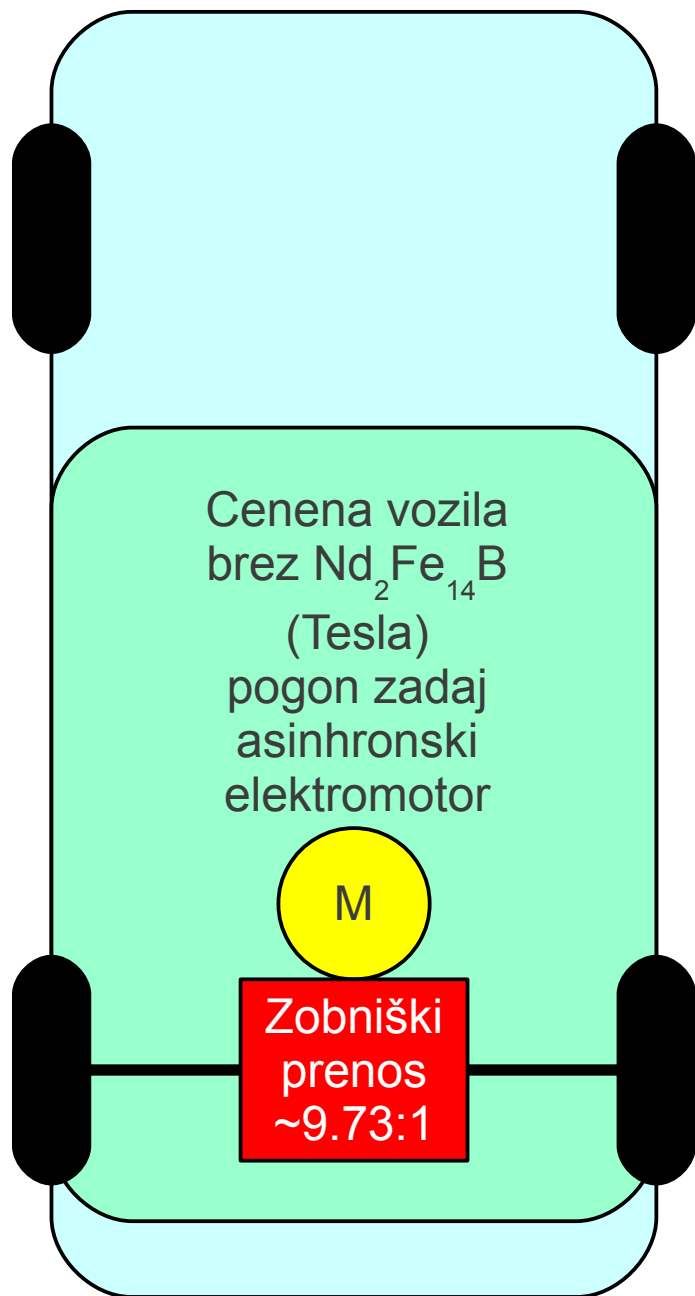 Cenena vozila
brez Nd₂Fe₁₄B
(Tesla)
pogon zadaj
asinhronski
elektromotor
M
Zobniški
prenos
~9.73:1